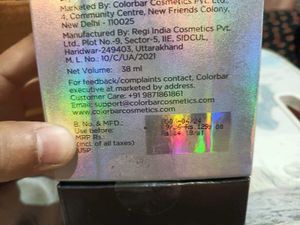 Marketed By: Colorbar Cosmetics Pvt. Ltd.,
4, Community Centre, New Friends Colony,
New Delhi - 110025
Manufactured By: Regi India Cosmetics Pvt.
Ltd., Plot No.-9, Sector-5, IIE, SIDCUL,
Haridwar-249403, Uttarakhand
M. L. No.: 10/C/UA/2021
Net Volume: 38 ml
For feedback/complaints contact, Colorbar
executive at marketed by address.
Customer Care: +91 9871861861
Email: support@colorbarcosmetics.com
www.colorbarcosmetics.com
B. No. & MFD.:
Use before:
MRP Rs.:
(incl. of all taxes)
USP: